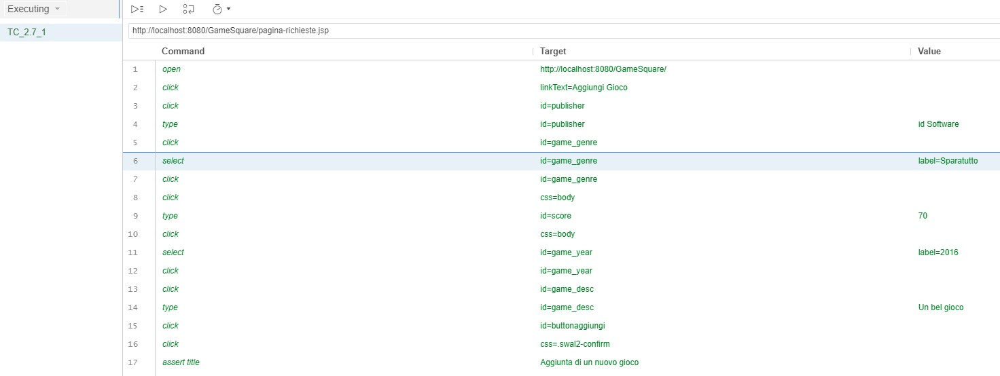 Executing
TC_2.7_1
http://localhost:8080/GameSquare/pagina-richieste.jsp
Command Target Value
1 open http://localhost:8080/GameSquare/
2 click linkText=Aggiungi Gioco
3 click id=publisher
4 type id=publisher id Software
5 click id=game_genre
6 select id=game_genre label=Sparatutto
7 click id=game_genre
8 click css=body
9 type id=score 70
10 click css=body
11 select id=game_year label=2016
12 click id=game_year
13 click id=game_desc
14 type id=game_desc Un bel gioco
15 click id=buttonaggiungi
16 click css=.swal2-confirm
17 assert title Aggiunta di un nuovo gioco